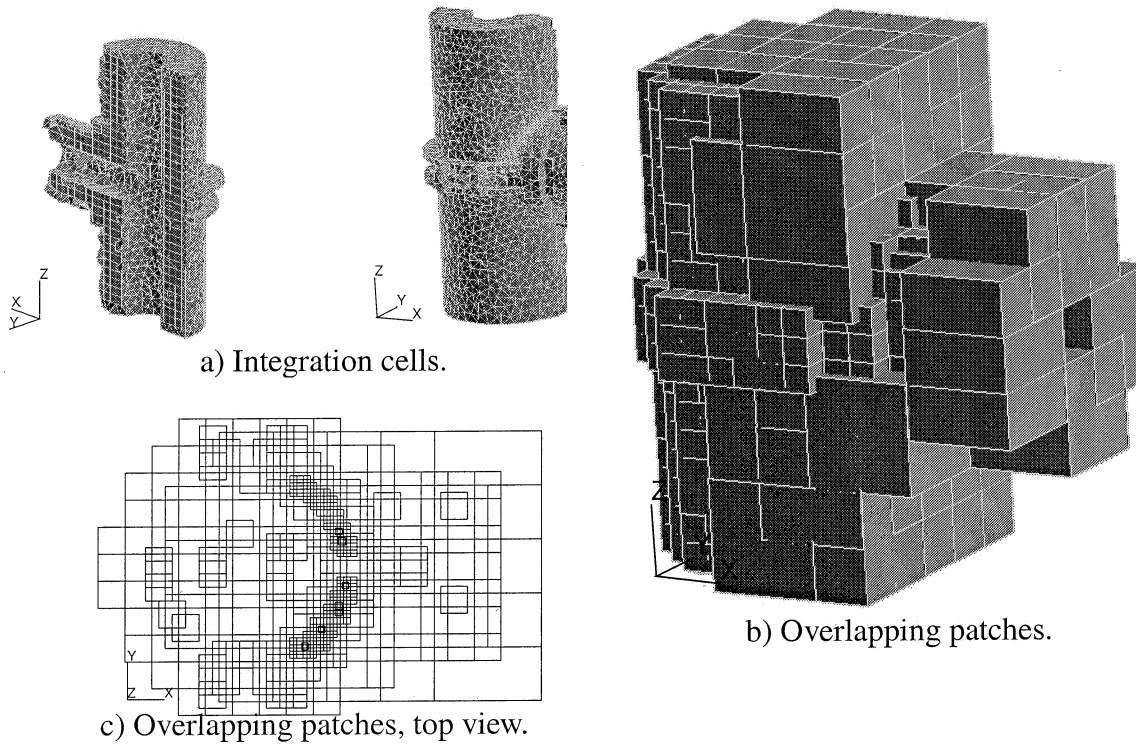 Z
X
Y
Z
Y
X
a) Integration cells.
Z
Y
X
b) Overlapping patches.
Y
Z X
c) Overlapping patches, top view.